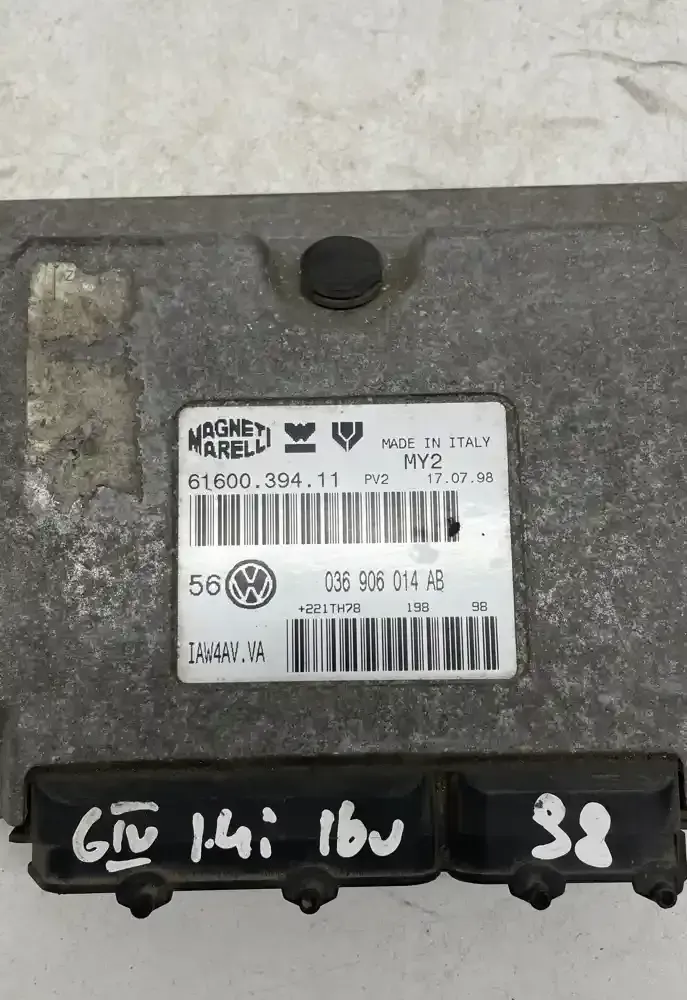 MAGNETI
MARELLI
MADE IN ITALY
MY2
61600.394.11 PV2 17.07.98
56 036 906 014 AB
+221TH78 198 98
IAW4AV.VA
GIV 1.4i 16v 98